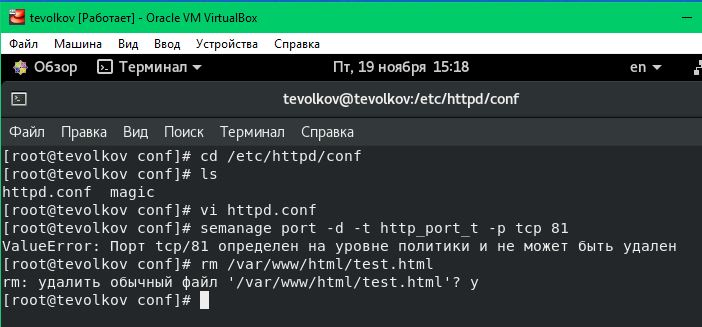 tevolkov [Работает] - Oracle VM VirtualBox
Файл Машина Вид Ввод Устройства Справка
Обзор Терминал Пт, 19 ноября 15:18 en
tevolkov@tevolkov:/etc/httpd/conf
Файл Правка Вид Поиск Терминал Справка
[root@tevolkov conf]# cd /etc/httpd/conf
[root@tevolkov conf]# ls
httpd.conf magic
[root@tevolkov conf]# vi httpd.conf
[root@tevolkov conf]# semanage port -d -t http_port_t -p tcp 81
ValueError: Порт tcp/81 определен на уровне политики и не может быть удален
[root@tevolkov conf]# rm /var/www/html/test.html
rm: удалить обычный файл '/var/www/html/test.html'? y
[root@tevolkov conf]#